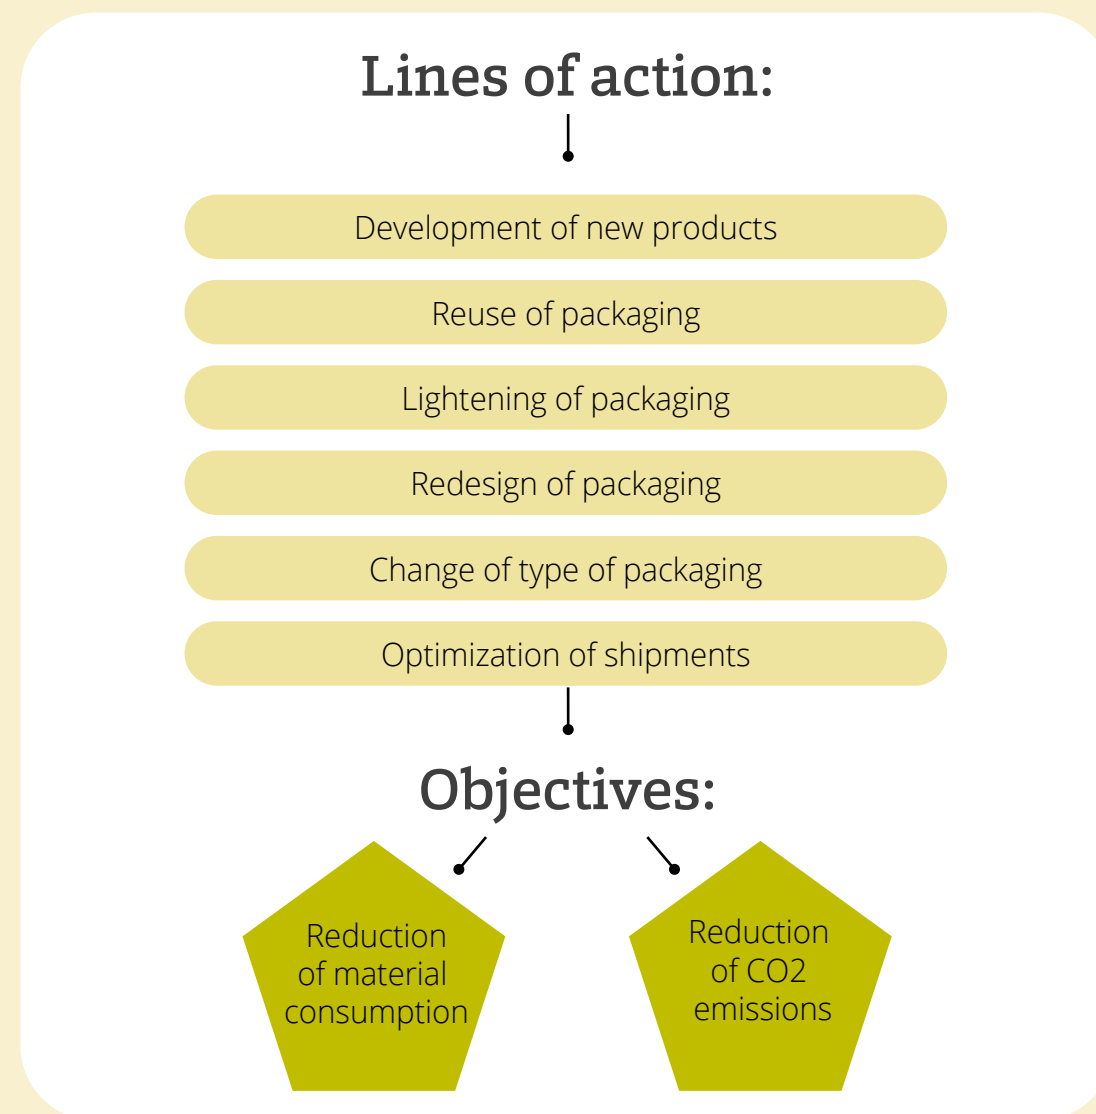 Lines of action:
Development of new products
Reuse of packaging
Lightening of packaging
Redesign of packaging
Change of type of packaging
Optimization of shipments
Objectives:
Reduction
of material
consumption
Reduction
of CO2
emissions